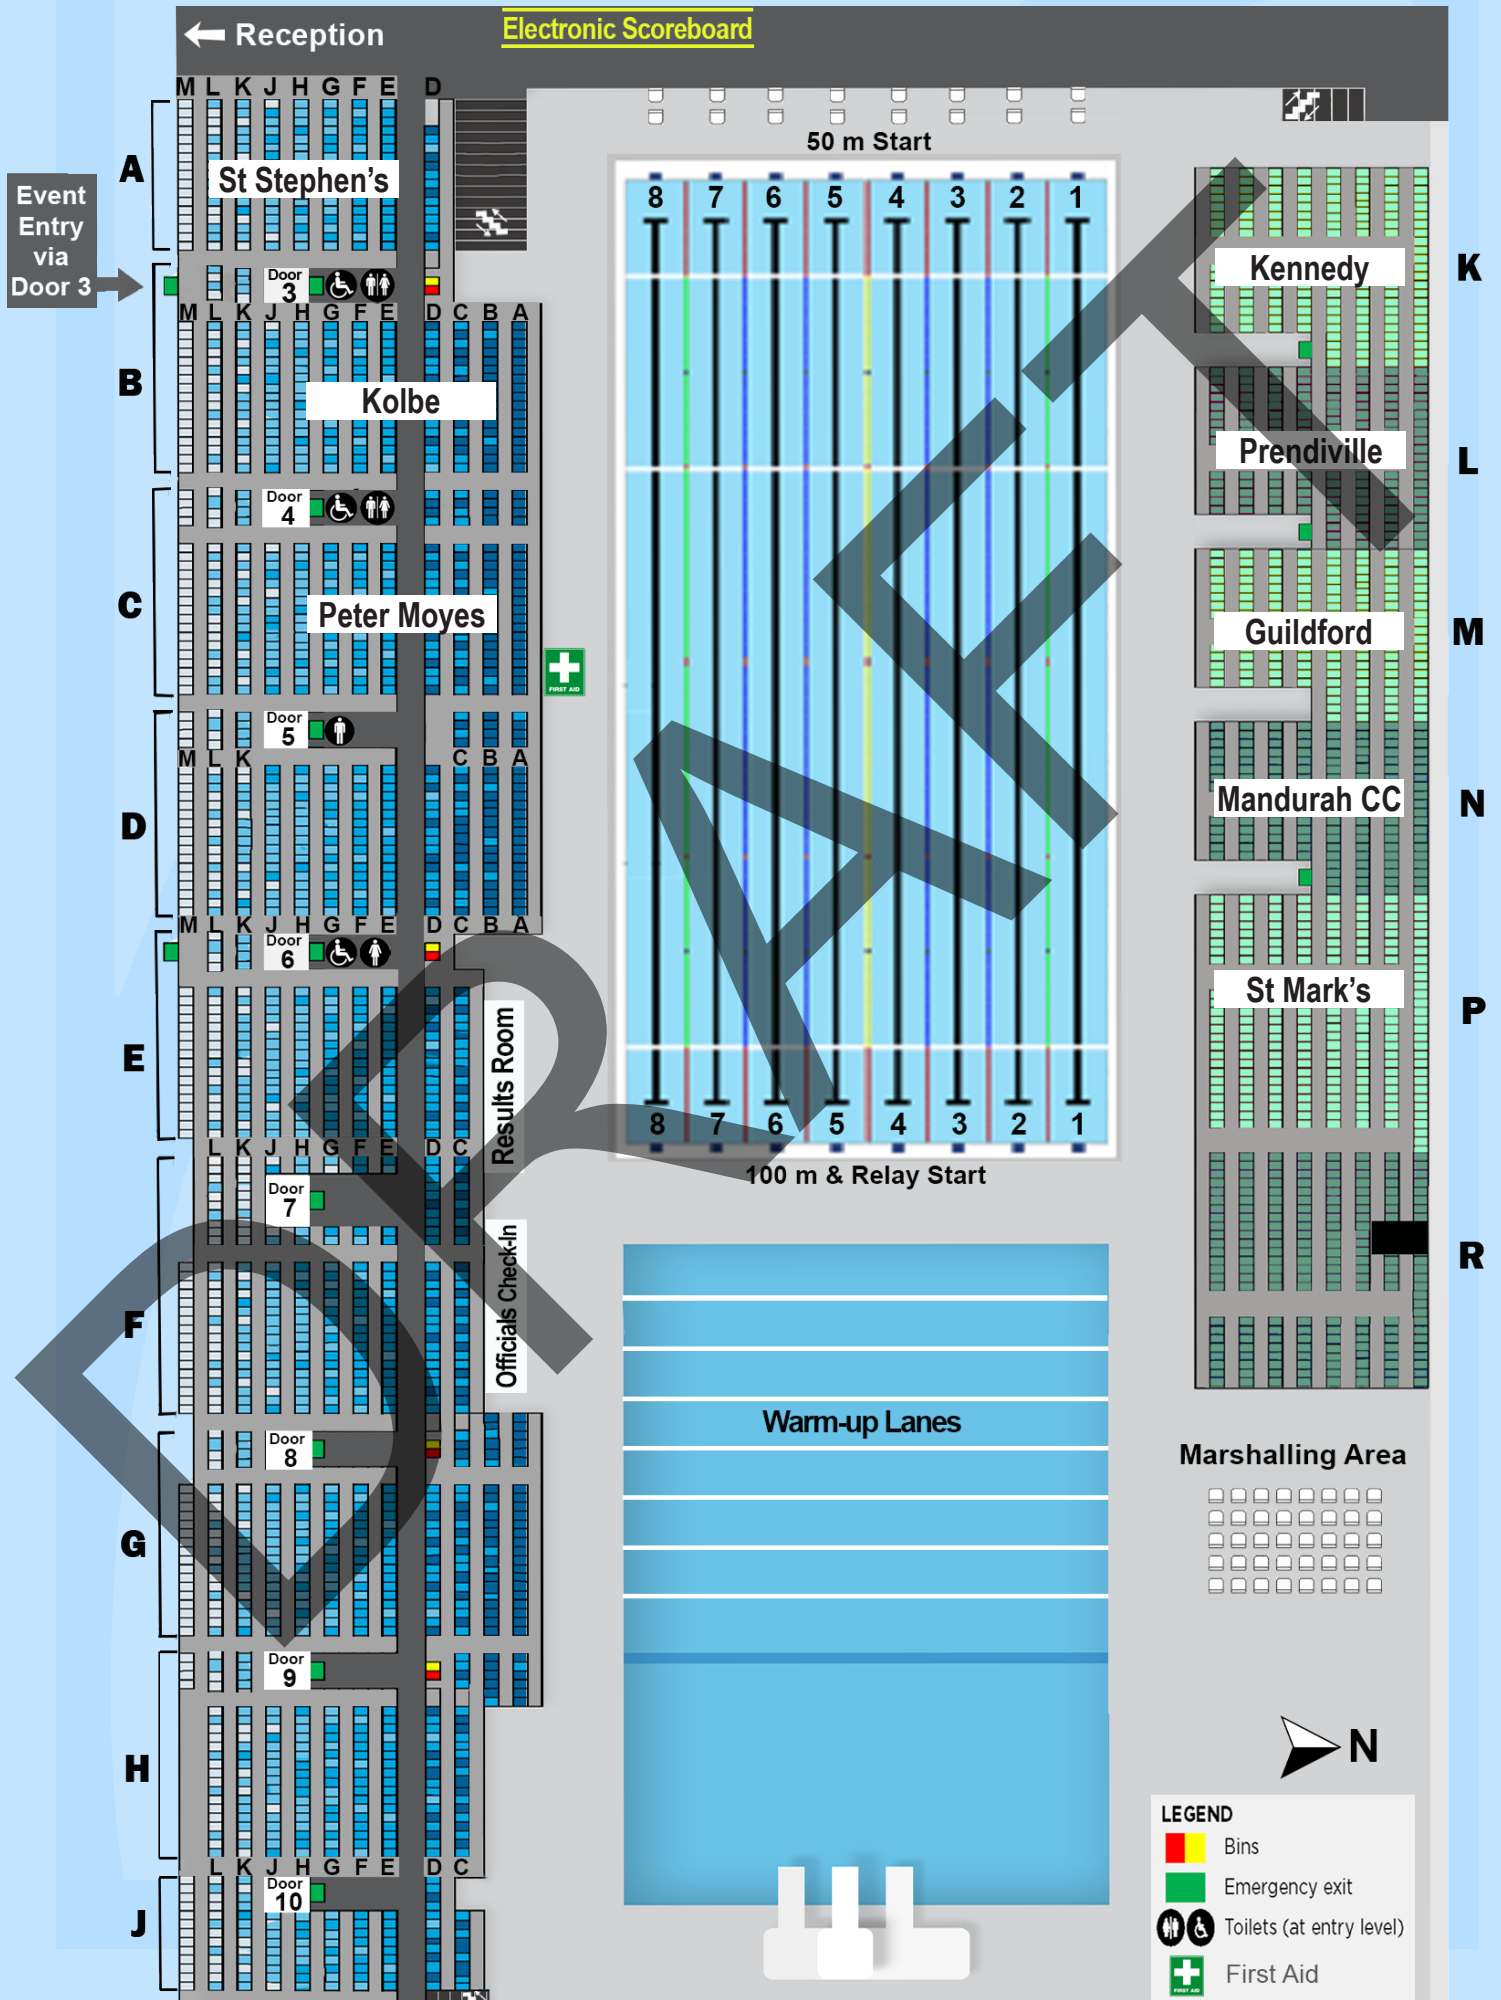 Reception
Electronic Scoreboard
M L K J H G F E D
50 m Start
A
St Stephen's
Event
Entry
via
Door 3
8 7 6 5 4 3 2 1
Door
3
M L K J H G F E D C B A
B
Kolbe
Door
4
C
Peter Moyes
FIRST AID
Door
5
M L K C B A
D
M L K J H G F E D C B A
Door
6
E
Results Room
L K J H G F E D C
Door
7
Officials Check-In
F
Door
8
G
Door
9
H
L K J H G F E D C
Door
10
J
8 7 6 5 4 3 2 1
100 m & Relay Start
Warm-up Lanes
Kennedy
K
Prendiville
L
Guildford
M
Mandurah CC
N
St Mark's
P
R
Marshalling Area
N
LEGEND
Bins
Emergency exit
Toilets (at entry level)
FIRST AID
First Aid
DRAFT